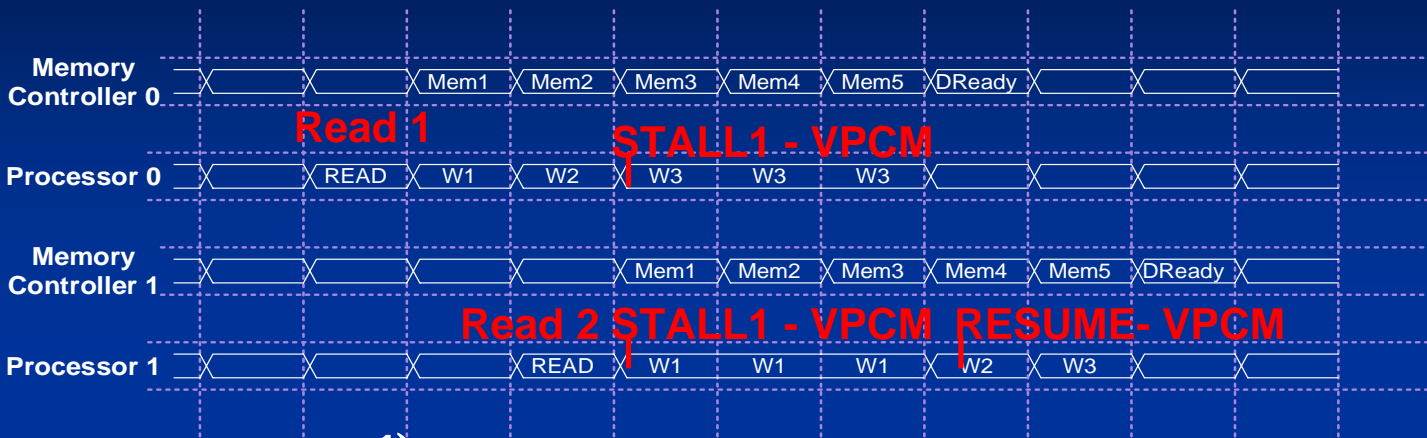 Memory Controller 0
Mem1 Mem2 Mem3 Mem4 Mem5 DReady
Read 1 STALL1 - VPCM
Processor 0 READ W1 W2 W3 W3 W3
Memory Controller 1
Mem1 Mem2 Mem3 Mem4 Mem5 DReady
Read 2 STALL1 - VPCM RESUME- VPCM
Processor 1 READ W1 W1 W1 W2 W3